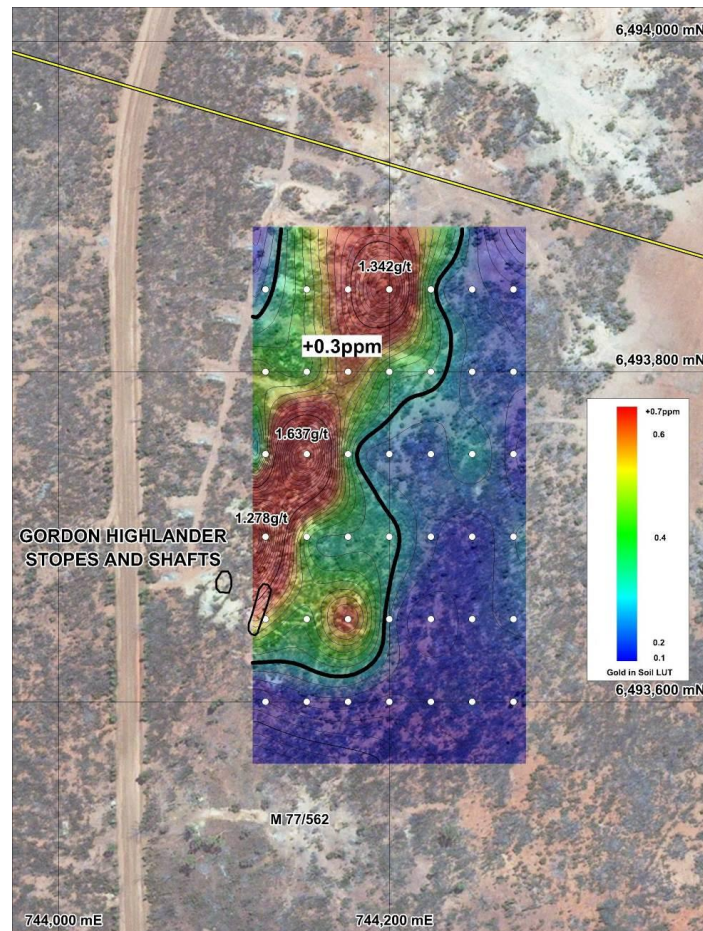 6,494,000 mN
1.342g/t
+0.3ppm
6,493,800 mN
+0.7ppm
0.6
1.637g/t
1.278g/t
GORDON HIGHLANDER
STOPES AND SHAFTS
0.4
0.2
0.1
Gold in Soil LUT
6,493,600 mN
M 77/562
744,000 mE
744,200 mE